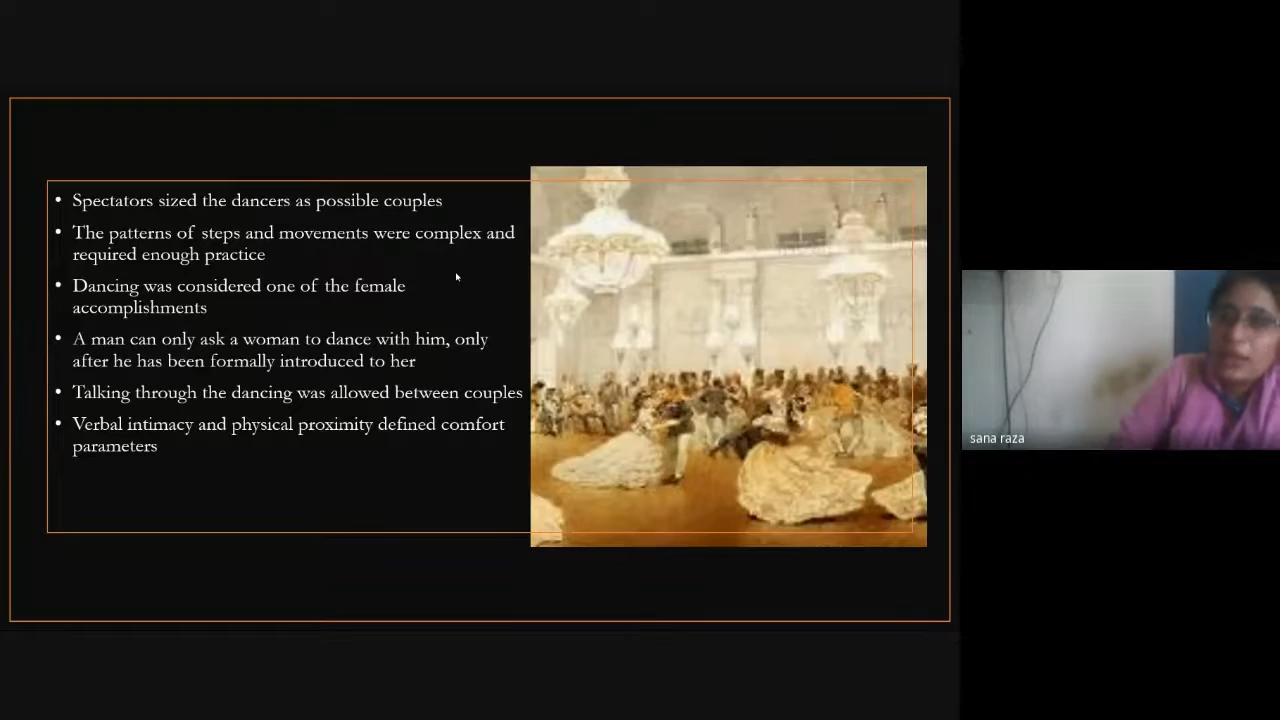 • Spectators sized the dancers as possible couples
• The patterns of steps and movements were complex and
required enough practice
• Dancing was considered one of the female
accomplishments
• A man can only ask a woman to dance with him, only
after he has been formally introduced to her
• Talking through the dancing was allowed between couples
• Verbal intimacy and physical proximity defined comfort
parameters
sana raza